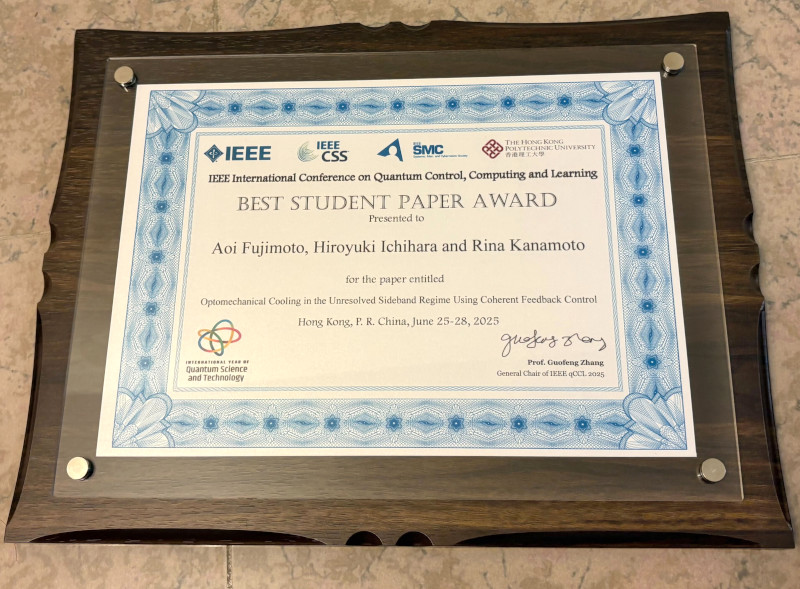 IEEE
IEEE CSS
IEEE SMC
THE HONG KONG
POLYTECHNIC UNIVERSITY
香港理工大學
IEEE International Conference on Quantum Control, Computing and Learning
BEST STUDENT PAPER AWARD
Presented to
Aoi Fujimoto, Hiroyuki Ichihara and Rina Kanamoto
for the paper entitled
Optomechanical Cooling in the Unresolved Sideband Regime Using Coherent Feedback Control
Hong Kong, P. R. China, June 25-28, 2025
INTERNATIONAL YEAR OF
Quantum Science
and Technology
Guofeng Zhang
Prof. Guofeng Zhang
General Chair of IEEE qCCL 2025